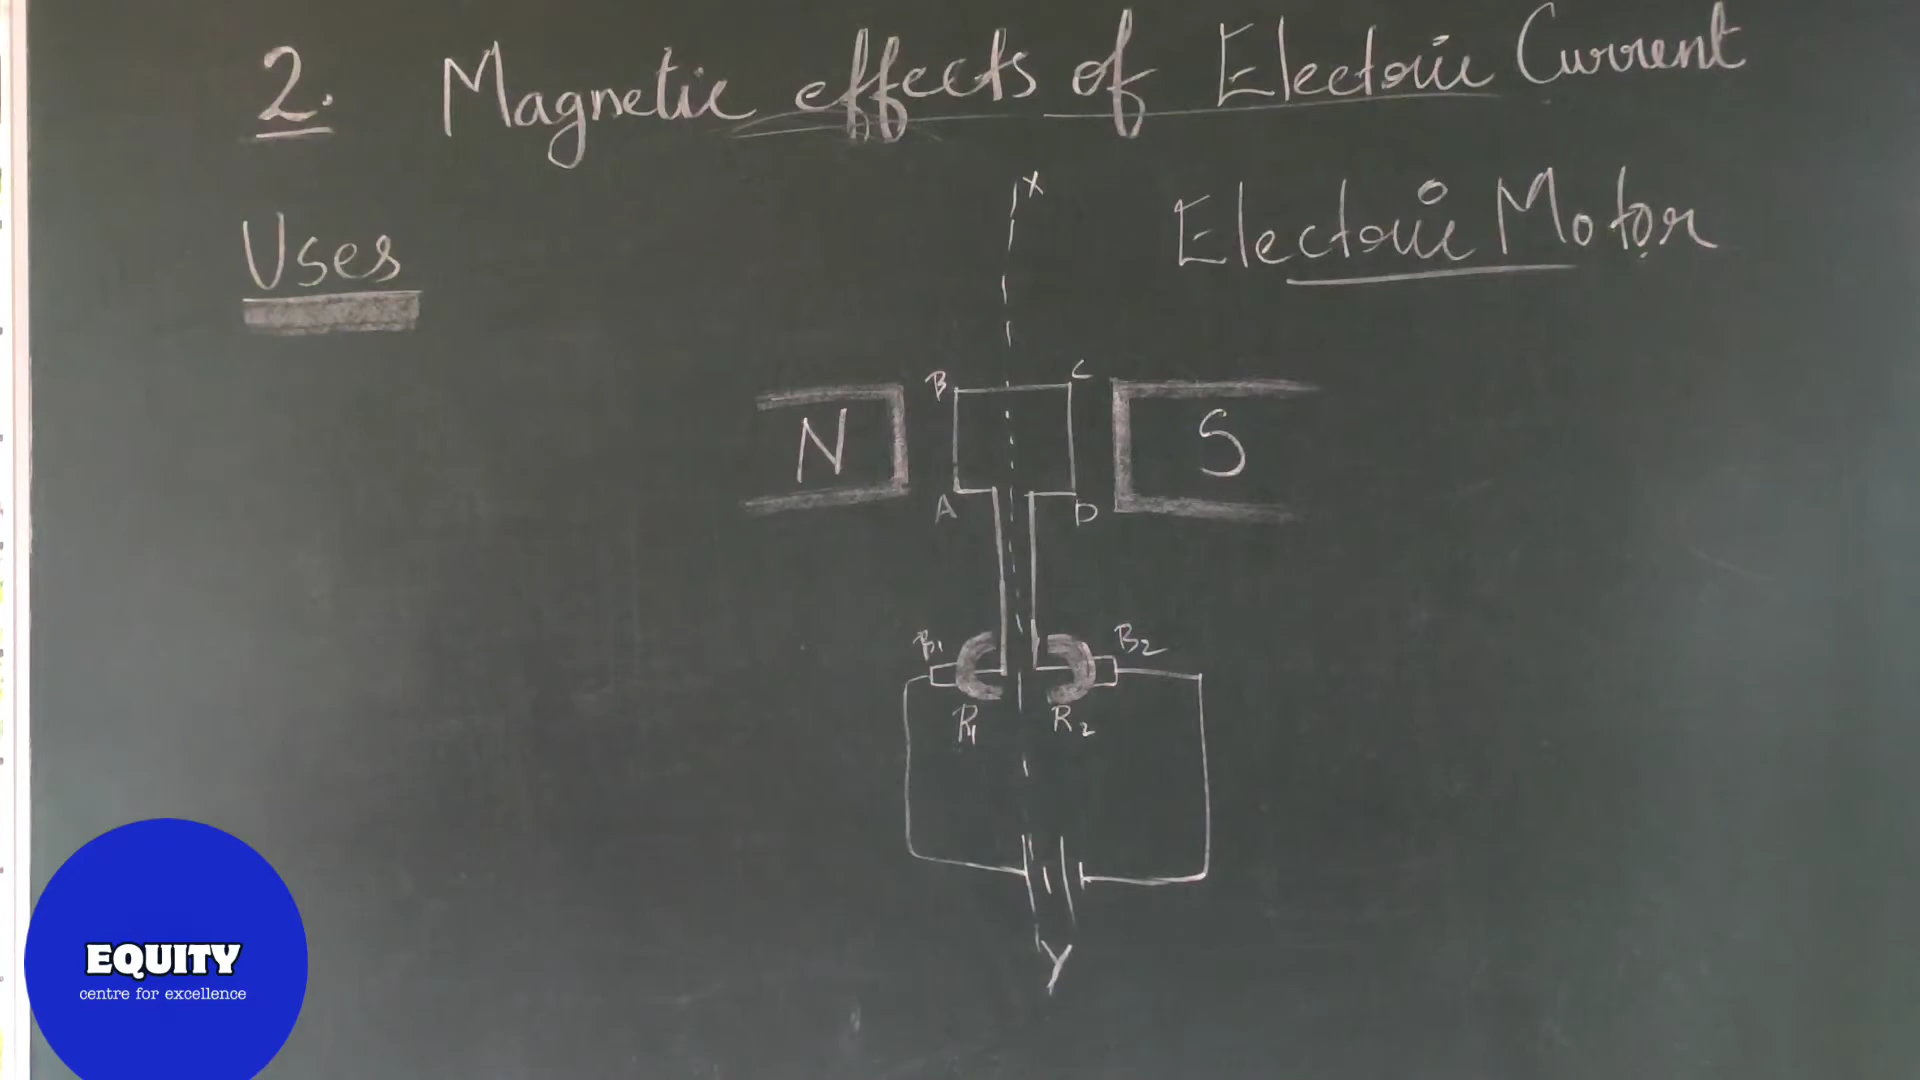 2. Magnetic effects of Electric Current
X
Uses
Electric Motor
B C
N S
A D
B1 B2
R1 R2
Y
EQUITY
centre for excellence